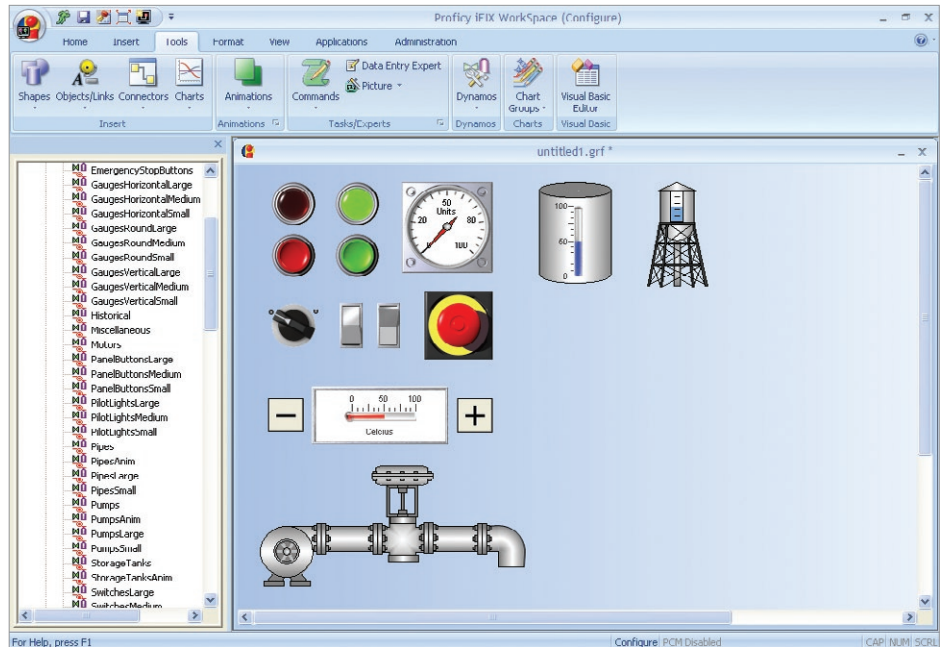 Proficy iFIX WorkSpace (Configure)
Home Insert Tools Format View Applications Administration
Shapes Objects/Links Connectors Charts Animations Commands Data Entry Expert Picture Dynamos Chart Groups Visual Basic Editor
Insert Animations Tasks/Experts Dynamos Charts Visual Basic
untitled1.grf *
EmergencyStopButtons
GaugesHorizontalLarge
GaugesHorizontalMedium
GaugesHorizontalSmall
GaugesRoundLarge
GaugesRoundMedium
GaugesRoundSmall
GaugesVerticalLarge
GaugesVerticalMedium
GaugesVerticalSmall
Historical
Miscellaneous
Motors
PanelButtonsLarge
PanelButtonsMedium
PanelButtonsSmall
PilotLightsLarge
PilotLightsMedium
PilotLightsSmall
Pipes
PipesAnim
PipesLarge
PipesSmall
Pumps
PumpsAnim
PumpsLarge
PumpsSmall
StorageTanks
StorageTanksAnim
SwitchesLarge
SwitchesMedium
50
Units
20 80
0 100
100
60
0
0 50 100
Celcius
For Help, press F1 Configure PCM Disabled CAP NUM SCRL